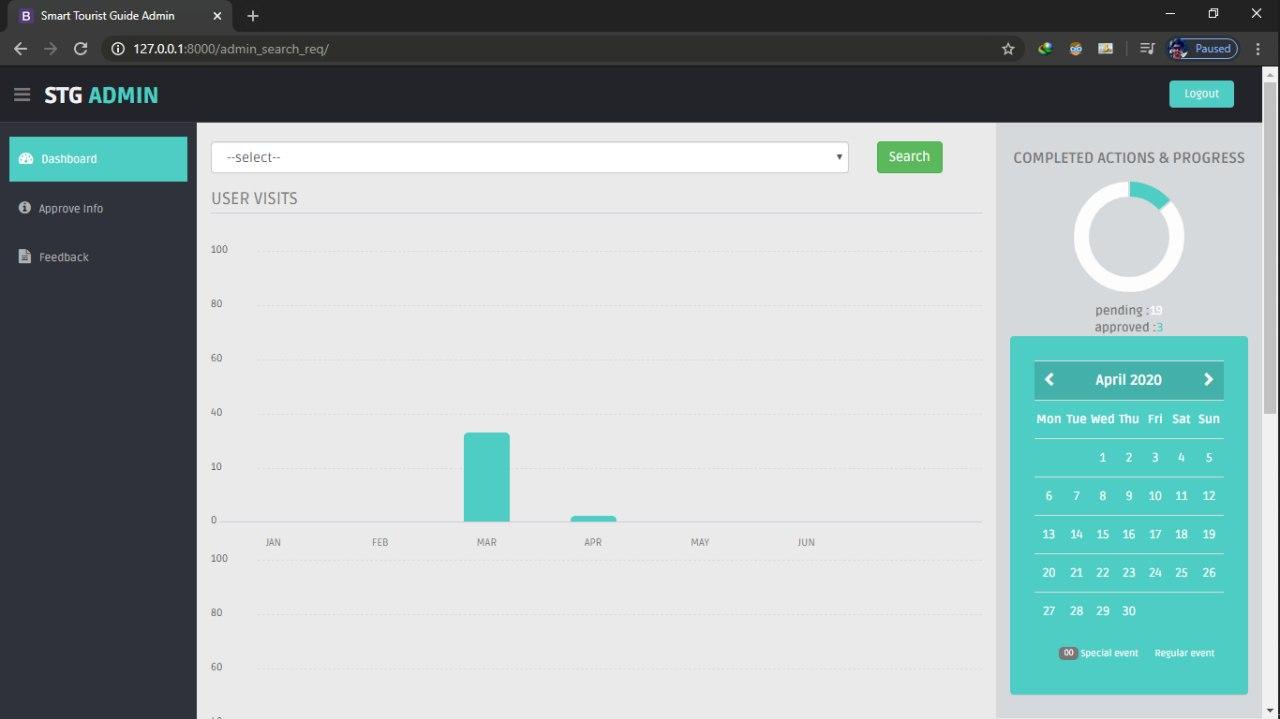 Smart Tourist Guide Admin
127.0.0.1:8000/admin_search_req/
Paused
STG ADMIN
Logout
Dashboard
Approve Info
Feedback
--select--
Search
USER VISITS
100
80
60
40
10
0
JAN FEB MAR APR MAY JUN
100
80
60
COMPLETED ACTIONS & PROGRESS
pending :19
approved :3
April 2020
Mon Tue Wed Thu Fri Sat Sun
1 2 3 4 5
6 7 8 9 10 11 12
13 14 15 16 17 18 19
20 21 22 23 24 25 26
27 28 29 30
00 Special event Regular event